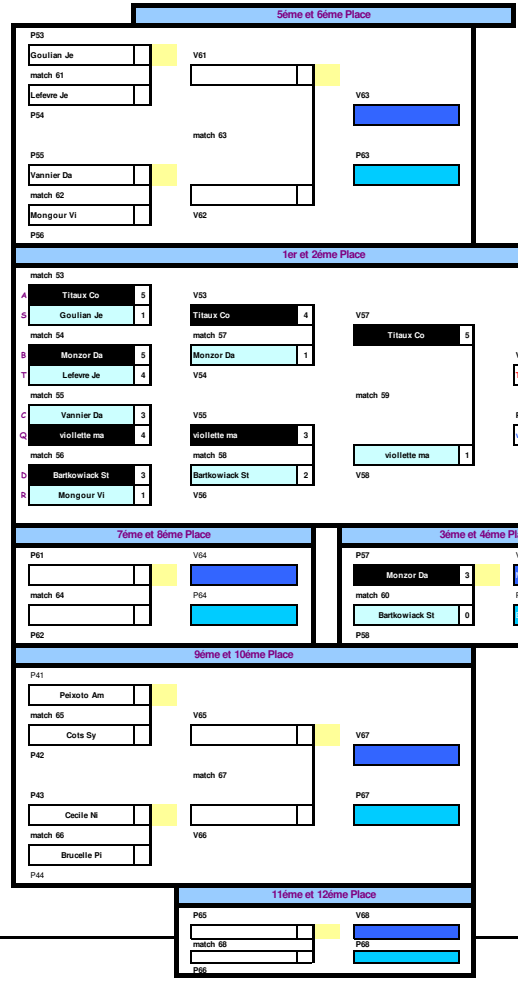 5éme et 6éme Place
P53
Goulian Je
V61
match 61
Lefevre Je
V63
P54
match 63
P55
P63
Vannier Da
match 62
Mongour Vi
V62
P56
1er et 2éme Place
match 53
A Titaux Co 5
V53
S Goulian Je 1
Titaux Co 4
V57
match 54
match 57
Titaux Co 5
B Monzor Da 5
Monzor Da 1
T Lefevre Je 4
V54
match 55
match 59
C Vannier Da 3
V55
Q viollette ma 4
viollette ma 3
match 56
match 58
viollette ma 1
D Bartkowiack St 3
Bartkowiack St 2
V58
R Mongour Vi 1
V56
7éme et 8éme Place
3éme et 4éme Pl
P61
V64
P57
Monzor Da 3
match 64
P64
match 60
Bartkowiack St 0
P62
P58
9éme et 10éme Place
P41
Peixoto Am
match 65
V65
Cots Sy
V67
P42
match 67
P43
P67
Cecile Ni
match 66
V66
Brucelle Pi
P44
11éme et 12éme Place
P65
V68
match 68
P68
P66